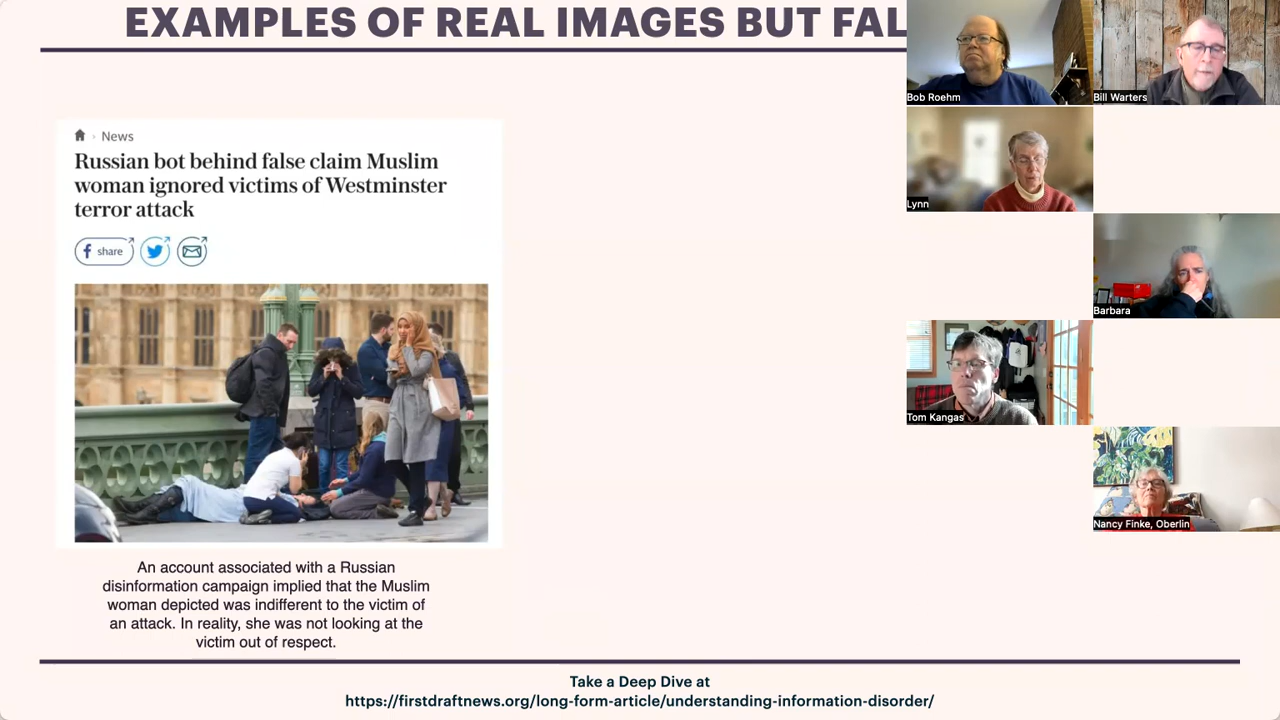 EXAMPLES OF REAL IMAGES BUT FAL
News
Russian bot behind false claim Muslim
woman ignored victims of Westminster
terror attack
share
An account associated with a Russian
disinformation campaign implied that the Muslim
woman depicted was indifferent to the victim of
an attack. In reality, she was not looking at the
victim out of respect.
Take a Deep Dive at
https://firstdraftnews.org/long-form-article/understanding-information-disorder/
Bob Roehm
Bill Warters
Lynn
Barbara
Tom Kangas
Nancy Finke, Oberlin